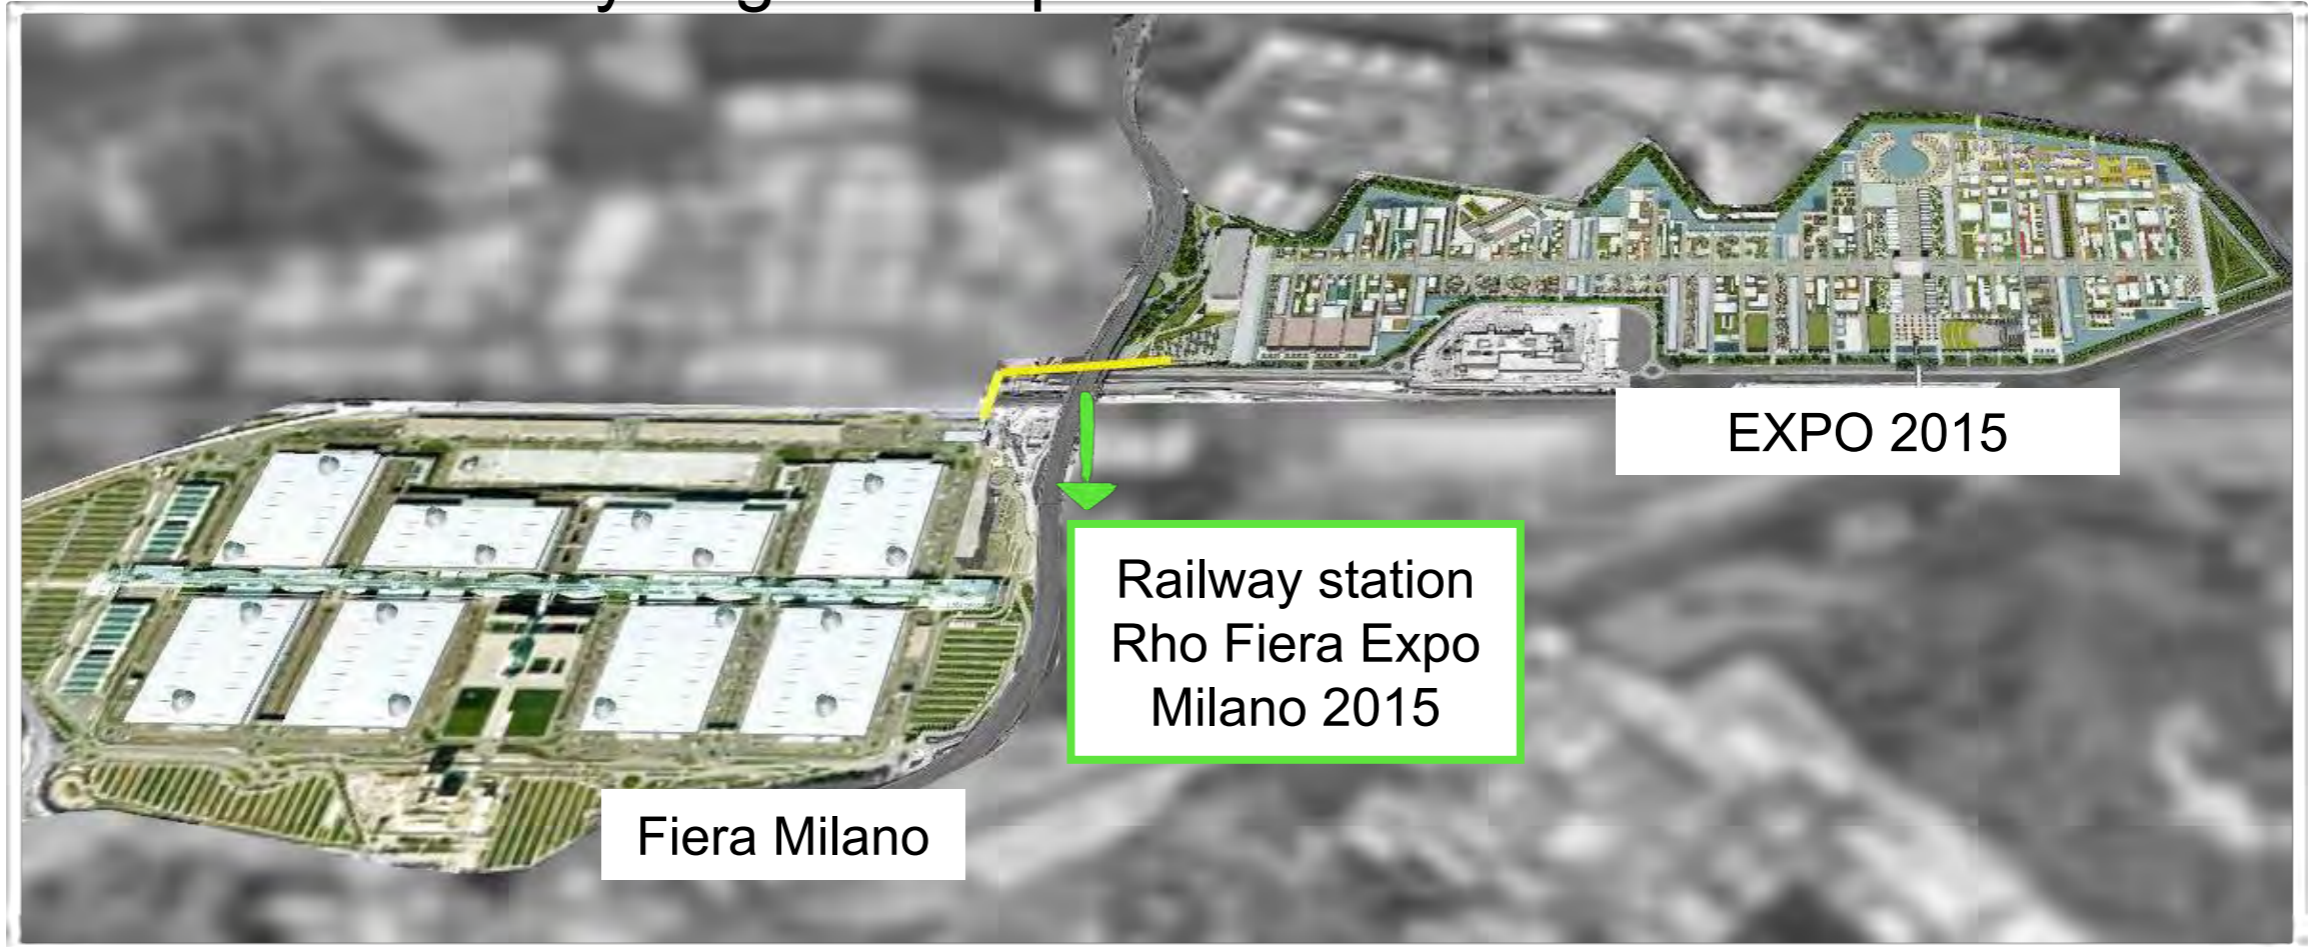 EXPO 2015
Railway station
Rho Fiera Expo
Milano 2015
Fiera Milano